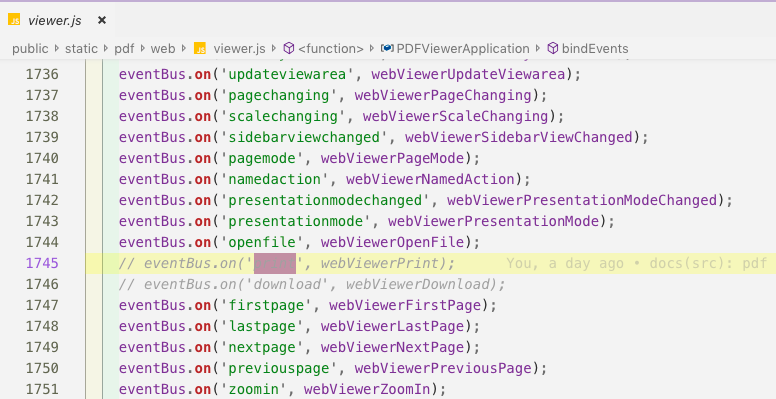 viewer.js ×
public › static › pdf › web › viewer.js › <function> › PDFViewerApplication › bindEvents
1736 eventBus.on('updateviewarea', webViewerUpdateViewarea);
1737 eventBus.on('pagechanging', webViewerPageChanging);
1738 eventBus.on('scalechanging', webViewerScaleChanging);
1739 eventBus.on('sidebarviewchanged', webViewerSidebarViewChanged);
1740 eventBus.on('pagemode', webViewerPageMode);
1741 eventBus.on('namedaction', webViewerNamedAction);
1742 eventBus.on('presentationmodechanged', webViewerPresentationModeChanged);
1743 eventBus.on('presentationmode', webViewerPresentationMode);
1744 eventBus.on('openfile', webViewerOpenFile);
1745 // eventBus.on('', webViewerPrint); You, a day ago • docs(src): pdf
1746 // eventBus.on('download', webViewerDownload);
1747 eventBus.on('firstpage', webViewerFirstPage);
1748 eventBus.on('lastpage', webViewerLastPage);
1749 eventBus.on('nextpage', webViewerNextPage);
1750 eventBus.on('previouspage', webViewerPreviousPage);
1751 eventBus.on('zoomin', webViewerZoomIn);